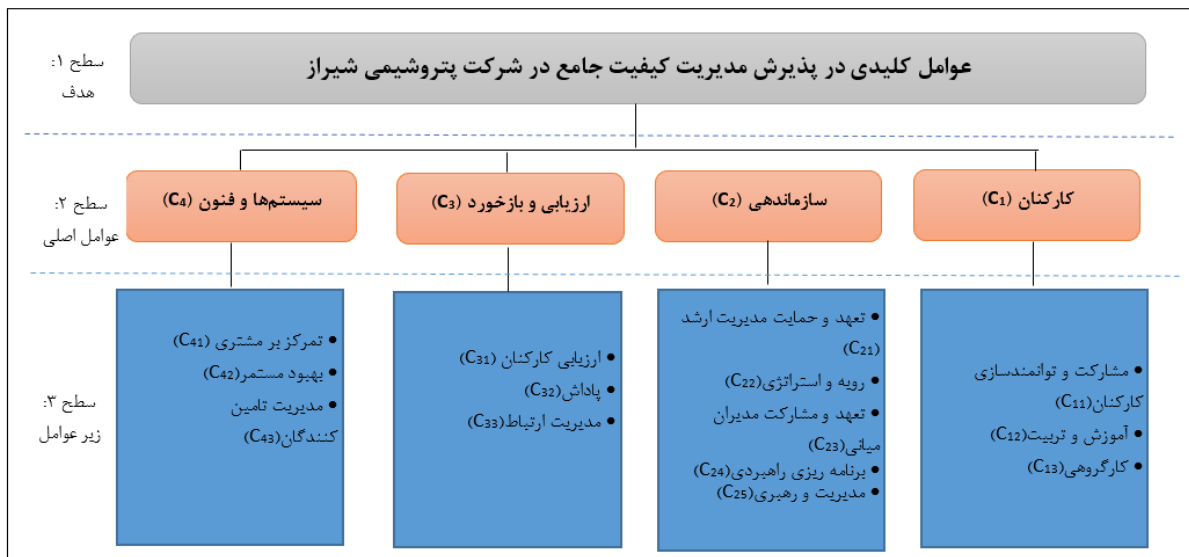 سطح ۱:
هدف
عوامل کلیدی در پذیرش مدیریت کیفیت جامع در شرکت پتروشیمی شیراز
سطح ۲:
عوامل اصلی
کارکنان (C1)
سازماندهی (C2)
ارزیابی و بازخورد (C3)
سیستم‌ها و فنون (C4)
سطح ۳:
زیر عوامل
• مشارکت و توانمندسازی
کارکنان(C11)
• آموزش و تربیت(C12)
• کارگروهی(C13)
• تعهد و حمایت مدیریت ارشد
(C21)
• رویه و استراتژی(C22)
• تعهد و مشارکت مدیران
میانی(C23)
• برنامه ریزی راهبردی(C24)
• مدیریت و رهبری(C25)
• ارزیابی کارکنان (C31)
• پاداش(C32)
• مدیریت ارتباط(C33)
• تمرکز بر مشتری (C41)
• بهبود مستمر(C42)
مدیریت تامین
کنندگان(C43)